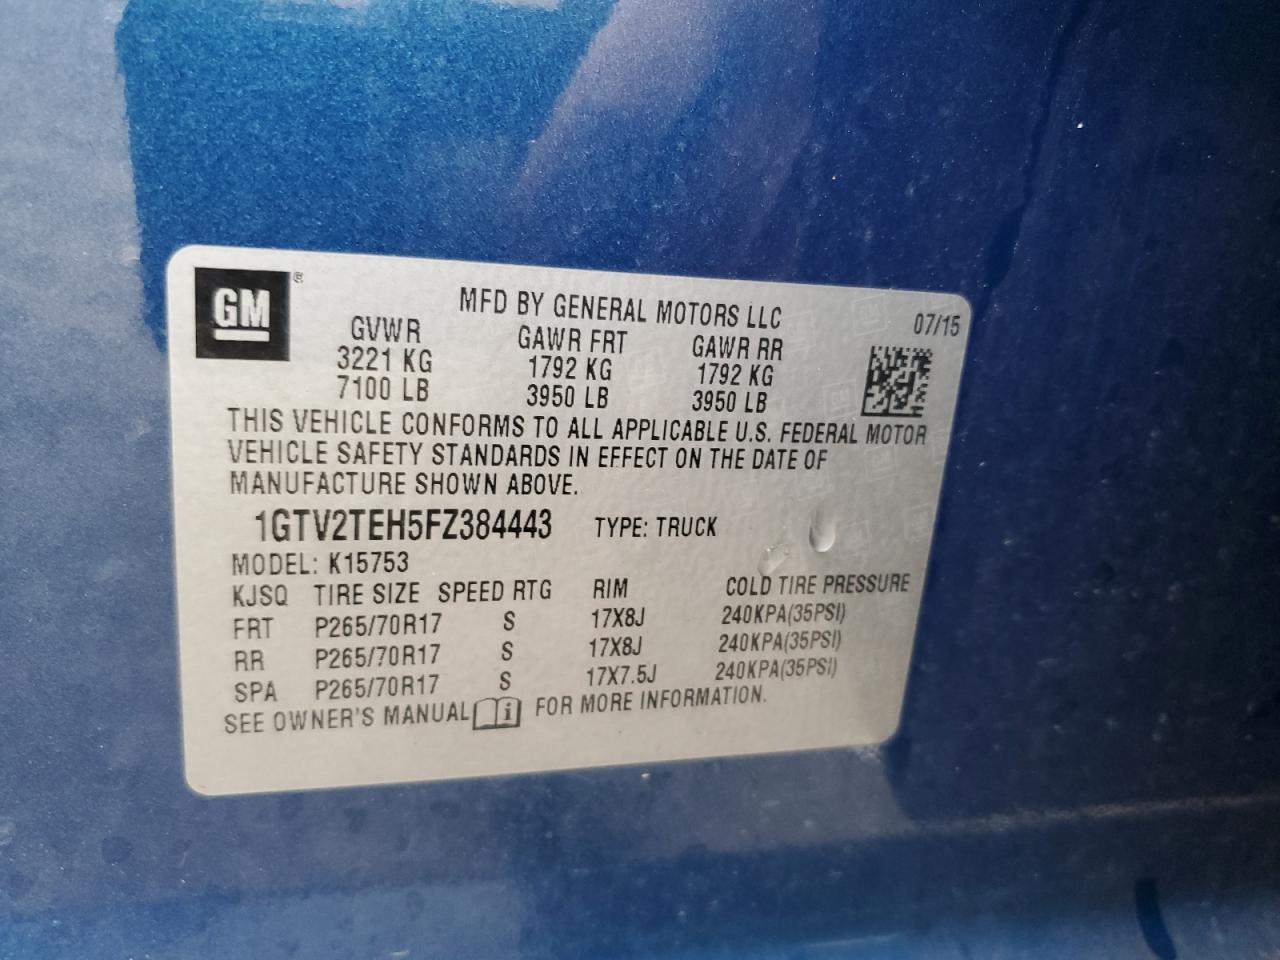 GM ®
MFD BY GENERAL MOTORS LLC
07/15
GVWR GAWR FRT GAWR RR
3221 KG 1792 KG 1792 KG
7100 LB 3950 LB 3950 LB
THIS VEHICLE CONFORMS TO ALL APPLICABLE U.S. FEDERAL MOTOR
VEHICLE SAFETY STANDARDS IN EFFECT ON THE DATE OF
MANUFACTURE SHOWN ABOVE.
1GTV2TEH5FZ384443 TYPE: TRUCK
MODEL: K15753
KJSQ TIRE SIZE SPEED RTG RIM COLD TIRE PRESSURE
FRT P265/70R17 S 17X8J 240KPA(35PSI)
RR P265/70R17 S 17X8J 240KPA(35PSI)
SPA P265/70R17 S 17X7.5J 240KPA(35PSI)
SEE OWNER'S MANUAL i FOR MORE INFORMATION.